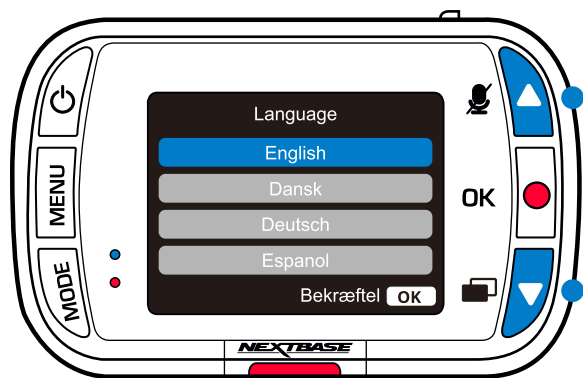 Language
English
Dansk
Deutsch
Espanol
Bekræftel OK
MENU
MODE
OK
NEXTBASE